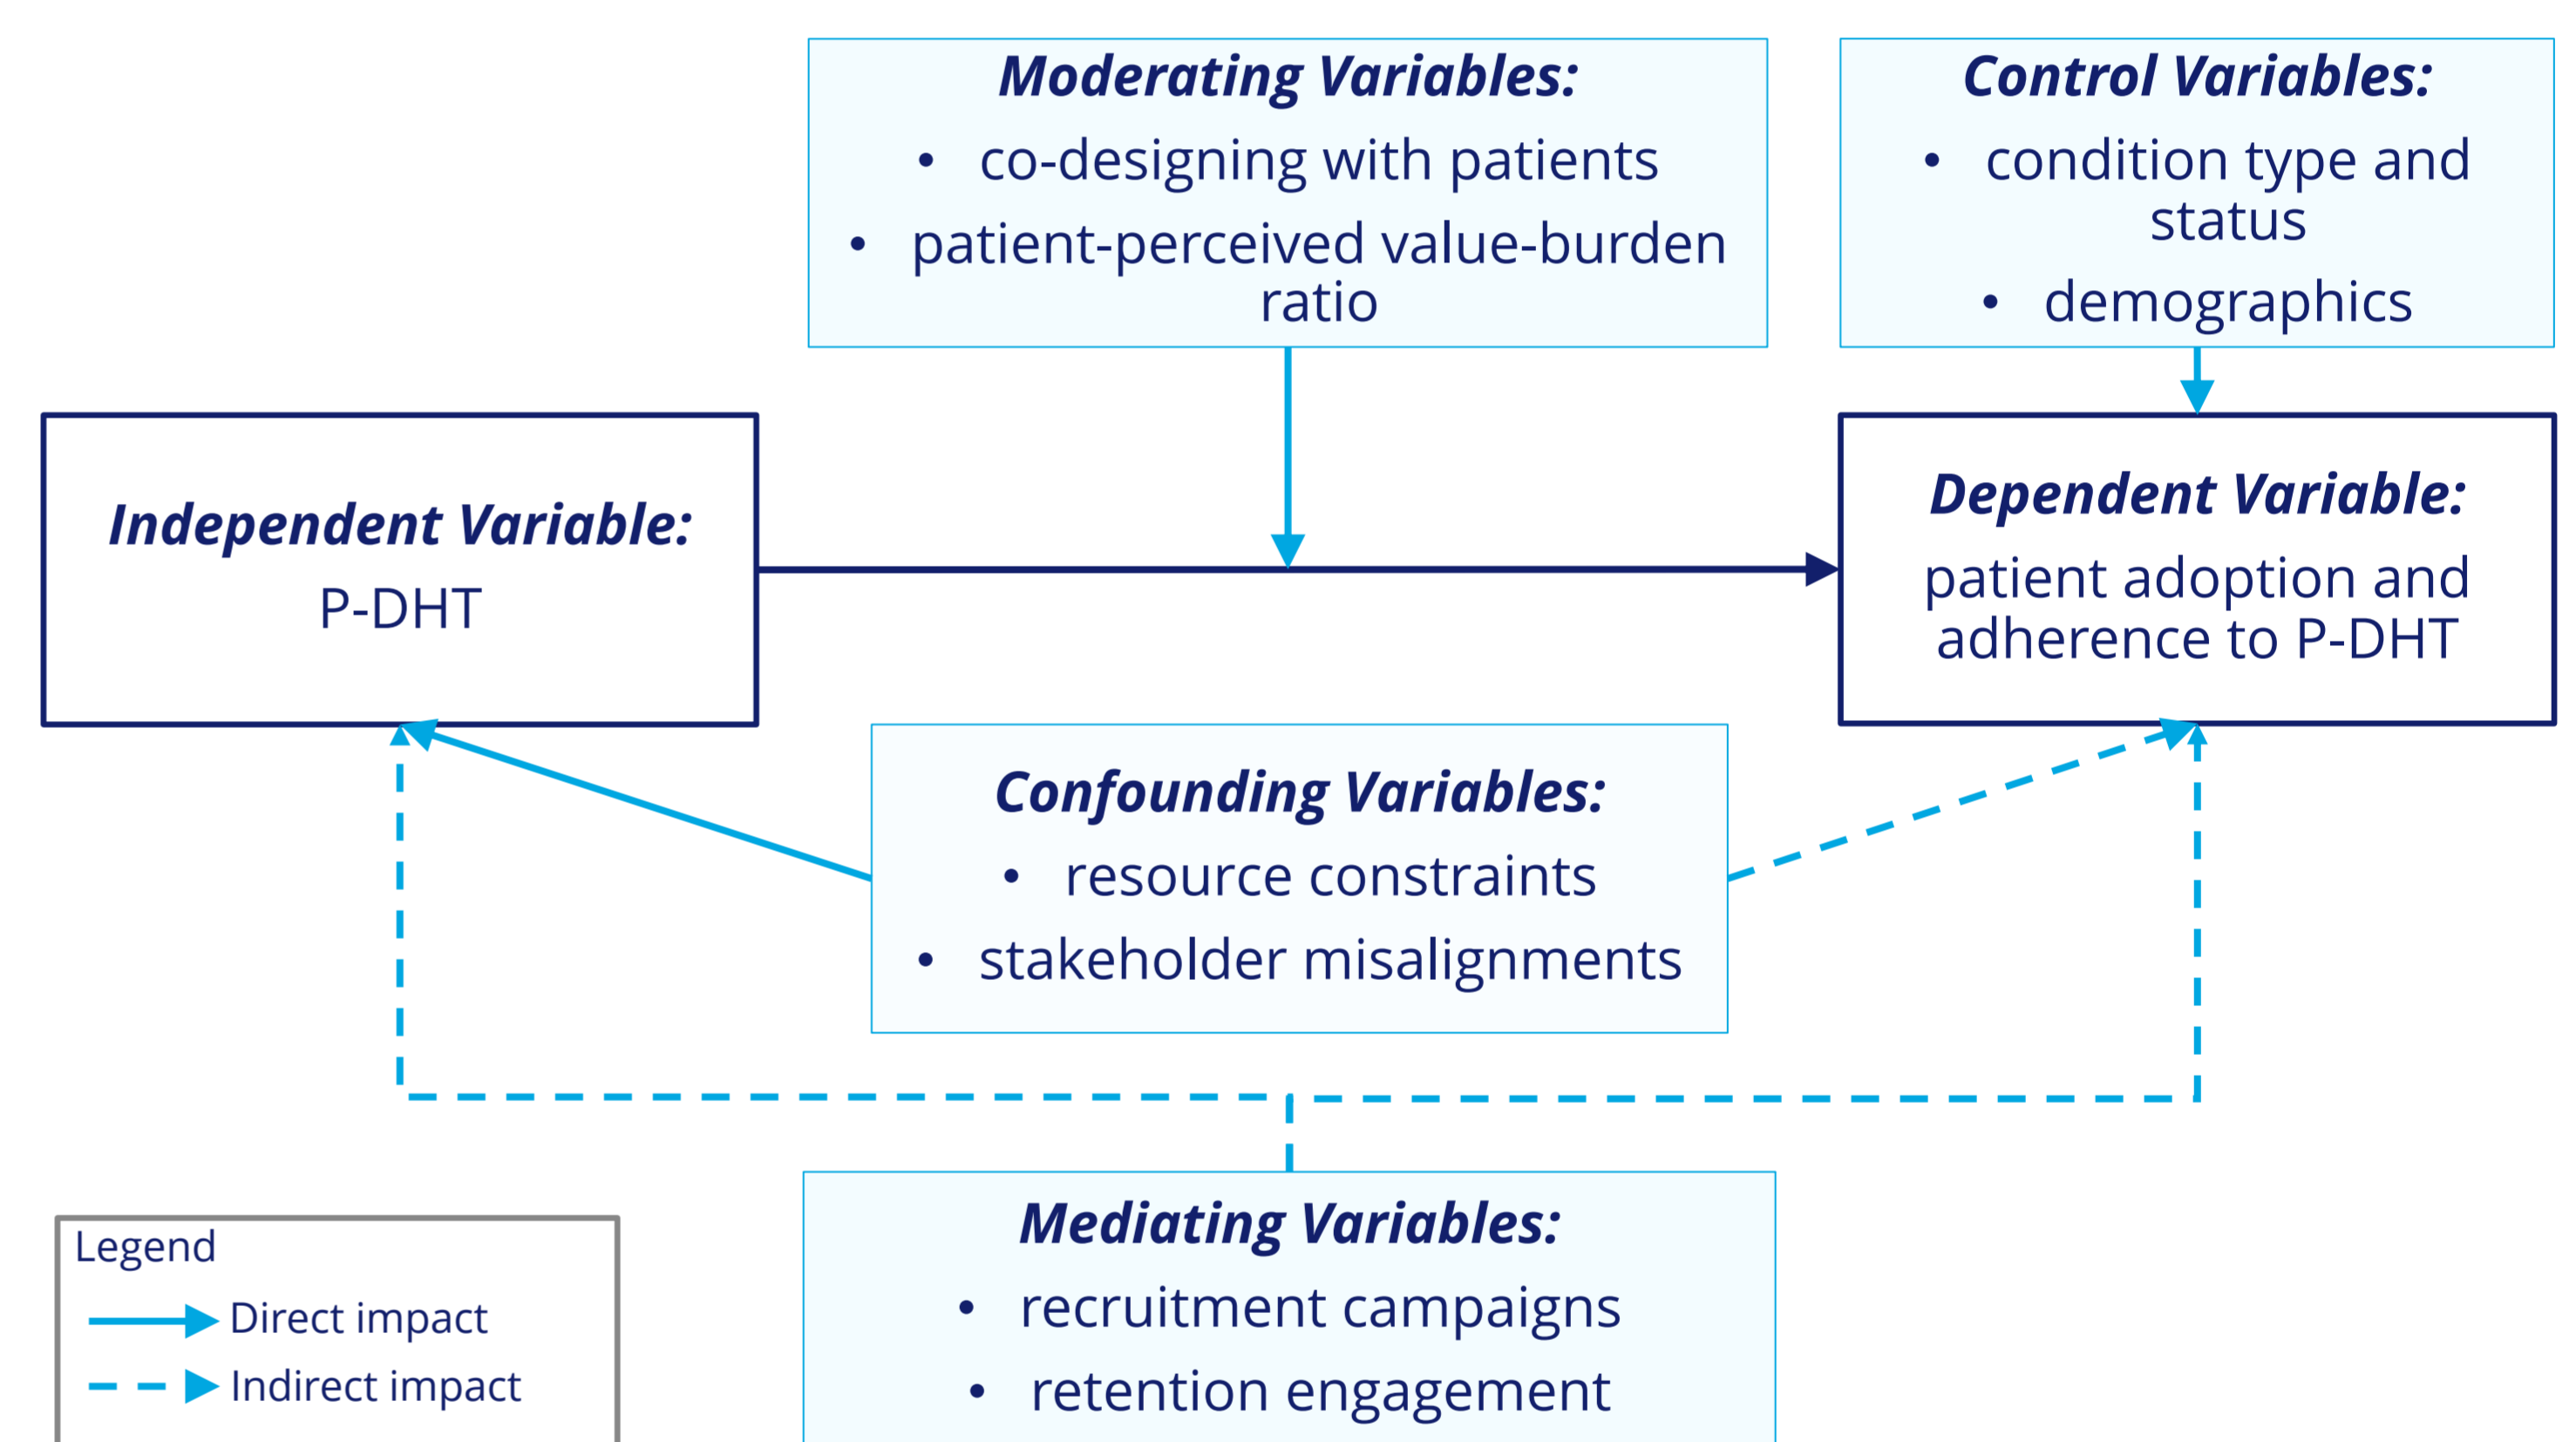 Moderating Variables:
• co-designing with patients
• patient-perceived value-burden
ratio
Control Variables:
• condition type and
status
• demographics
Independent Variable:
P-DHT
Dependent Variable:
patient adoption and
adherence to P-DHT
Confounding Variables:
• resource constraints
• stakeholder misalignments
Mediating Variables:
• recruitment campaigns
• retention engagement
Legend
Direct impact
Indirect impact